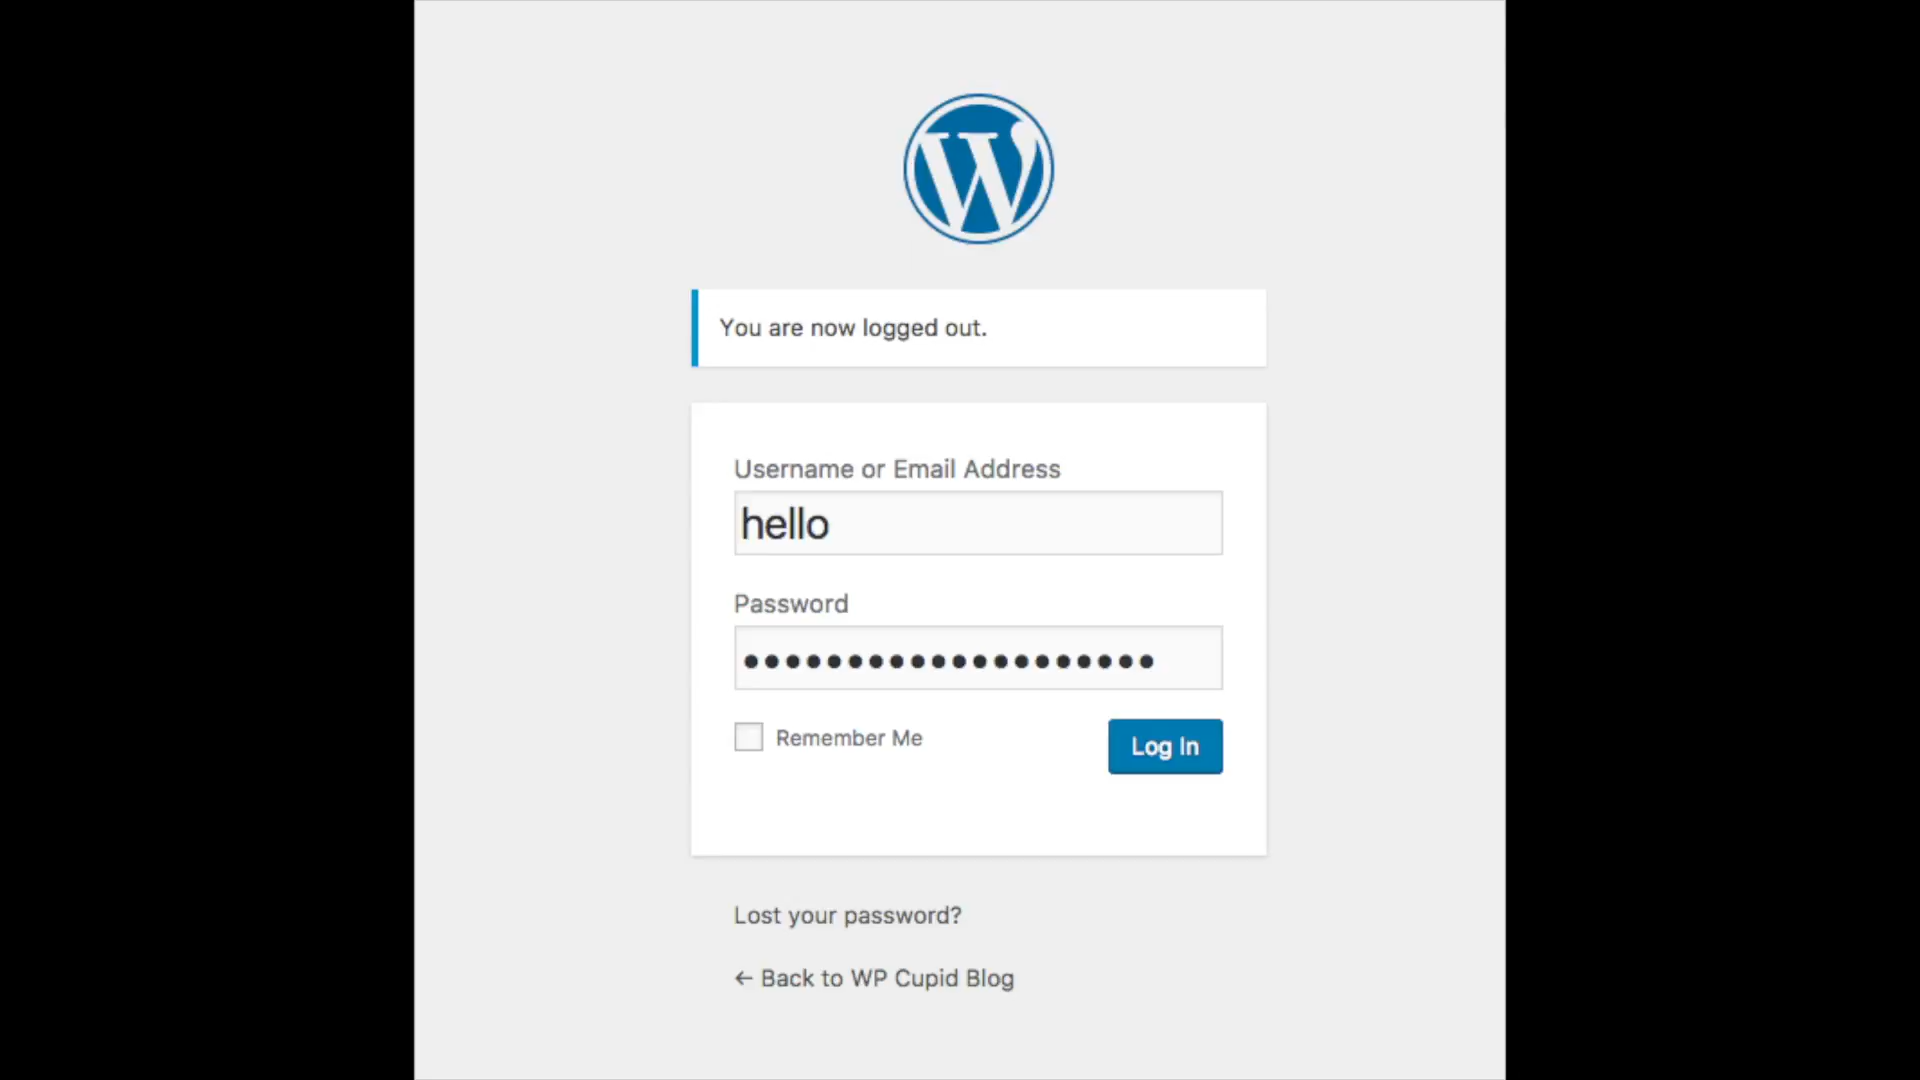 You are now logged out.
Username or Email Address
hello
Password
••••••••••••••••••••
Remember Me
Log In
Lost your password?
← Back to WP Cupid Blog